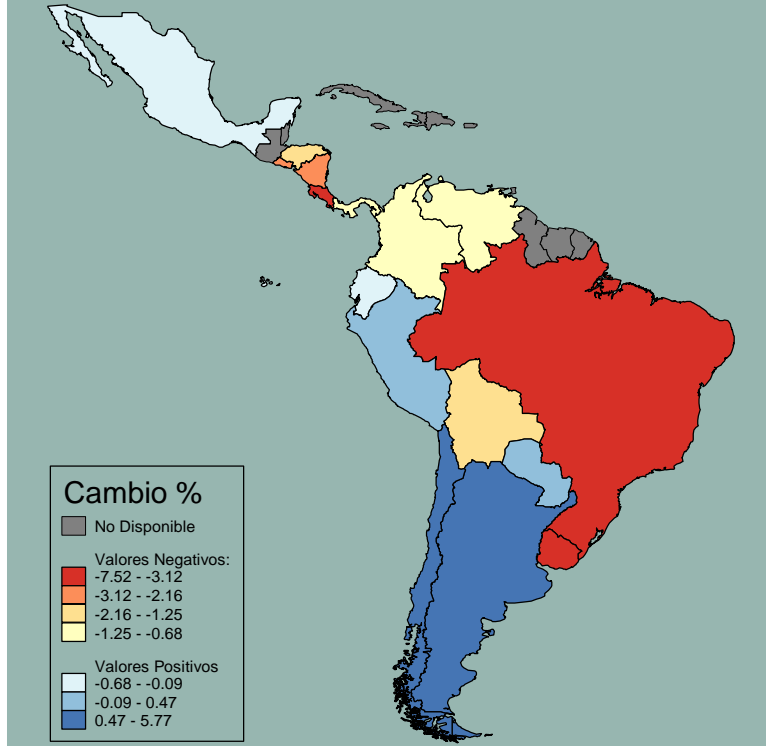 Cambio %
No Disponible
Valores Negativos:
-7.52 - -3.12
-3.12 - -2.16
-2.16 - -1.25
-1.25 - -0.68
Valores Positivos
-0.68 - -0.09
-0.09 - 0.47
0.47 - 5.77